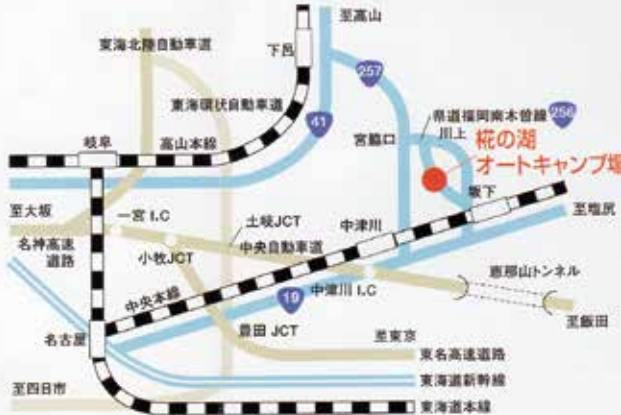 至高山
下呂
東海北陸自動車道
257
東海環状自動車道
県道福岡南木曽線
256
41
宮脇口
川上
岐阜
高山本線
椛の湖
オートキャンプ場
坂下
至大坂
一宮 I.C
土岐JCT
中津川
至塩尻
名神高速
道路
小牧JCT
中央自動車道
恵那山トンネル
中央本線
19
中津川 I.C
名古屋
豊田 JCT
至飯田
至東京
東名高速道路
東海道新幹線
至四日市
東海道本線